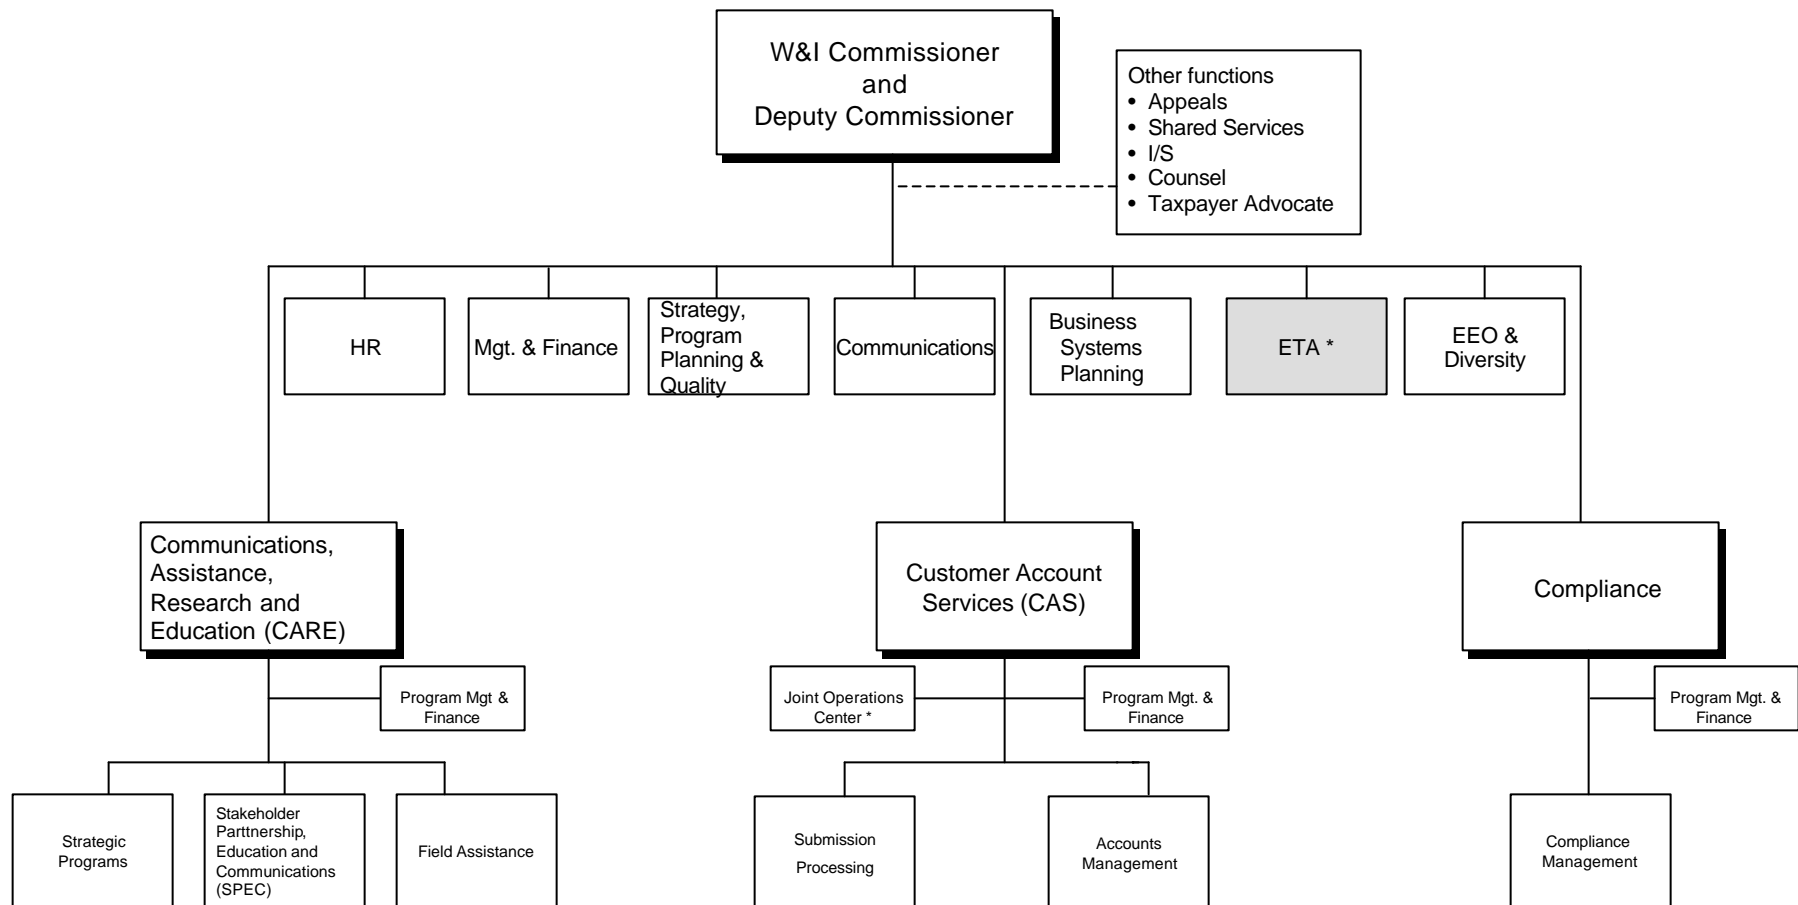 W&I Commissioner
and
Deputy Commissioner
Other functions
• Appeals
• Shared Services
• I/S
• Counsel
• Taxpayer Advocate
HR
Mgt. & Finance
Strategy,
Program
Planning &
Quality
Communications
Business
Systems
Planning
ETA *
EEO &
Diversity
Communications,
Assistance,
Research and
Education (CARE)
Customer Account
Services (CAS)
Compliance
Program Mgt &
Finance
Joint Operations
Center *
Program Mgt. &
Finance
Program Mgt. &
Finance
Strategic
Programs
Stakeholder
Parttnership,
Education and
Communications
(SPEC)
Field Assistance
Submission
Processing
Accounts
Management
Compliance
Management